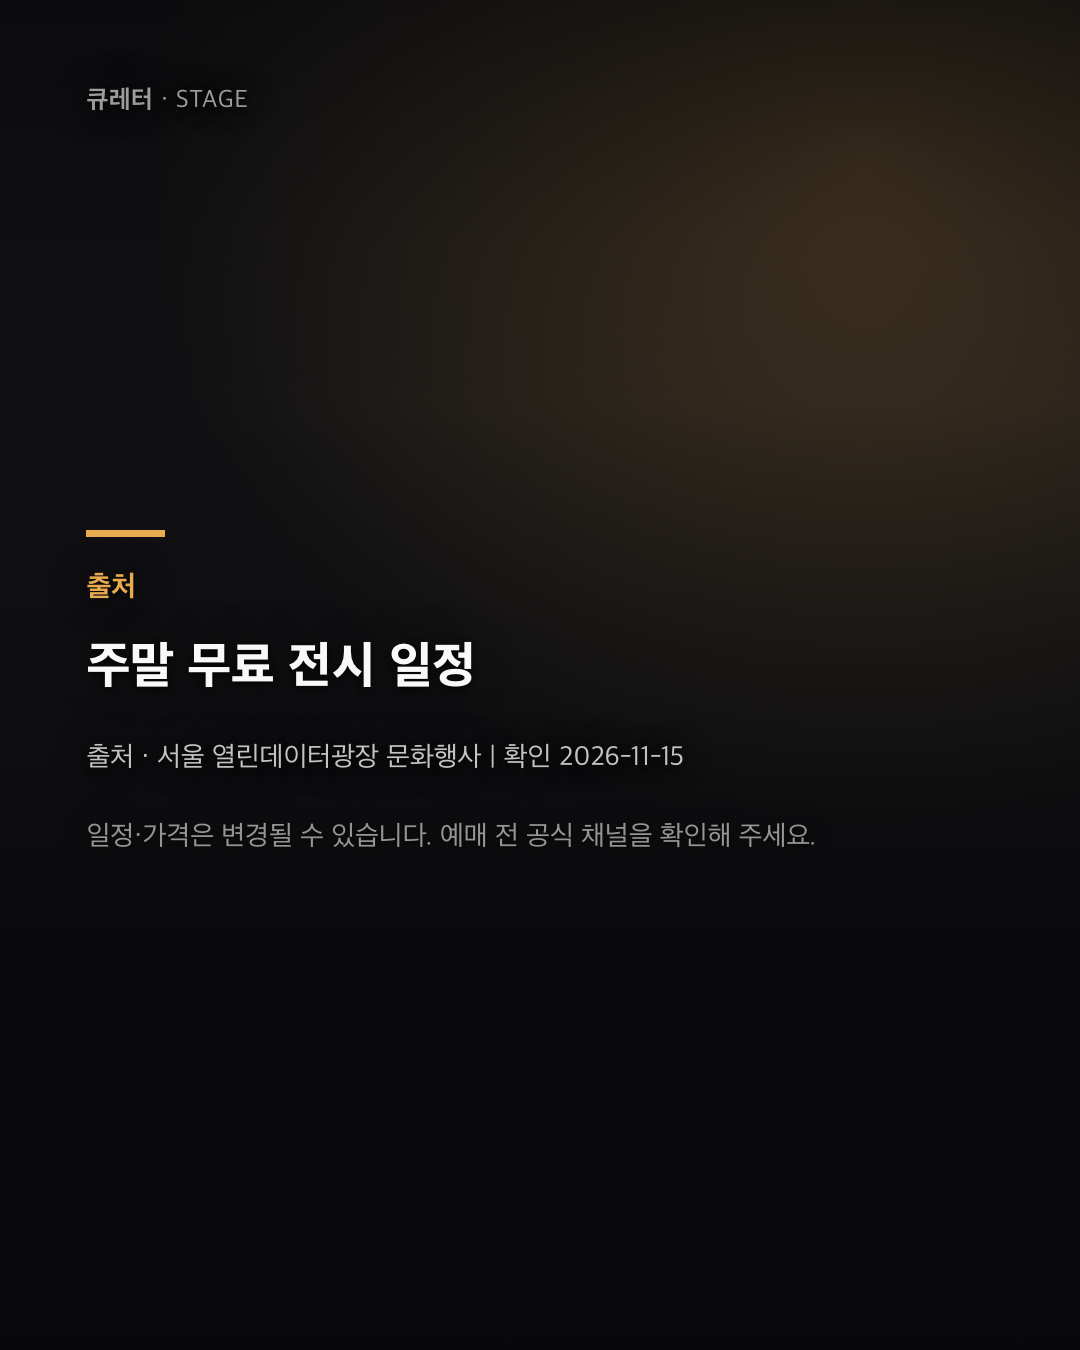 큐레터 · STAGE
출처
주말 무료 전시 일정
출처 · 서울 열린데이터광장 문화행사 | 확인 2026-11-15
일정·가격은 변경될 수 있습니다. 예매 전 공식 채널을 확인해 주세요.